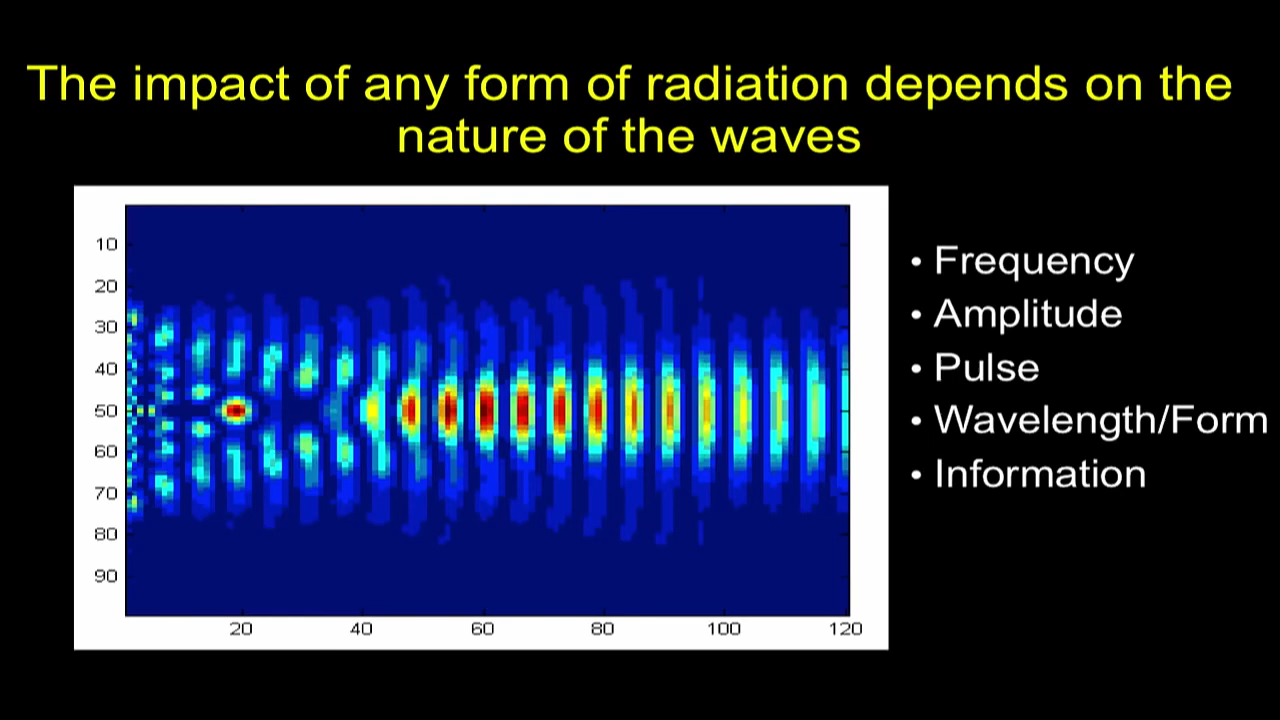 The impact of any form of radiation depends on the
nature of the waves
10
20
30
40
50
60
70
80
90
20 40 60 80 100 120
• Frequency
• Amplitude
• Pulse
• Wavelength/Form
• Information